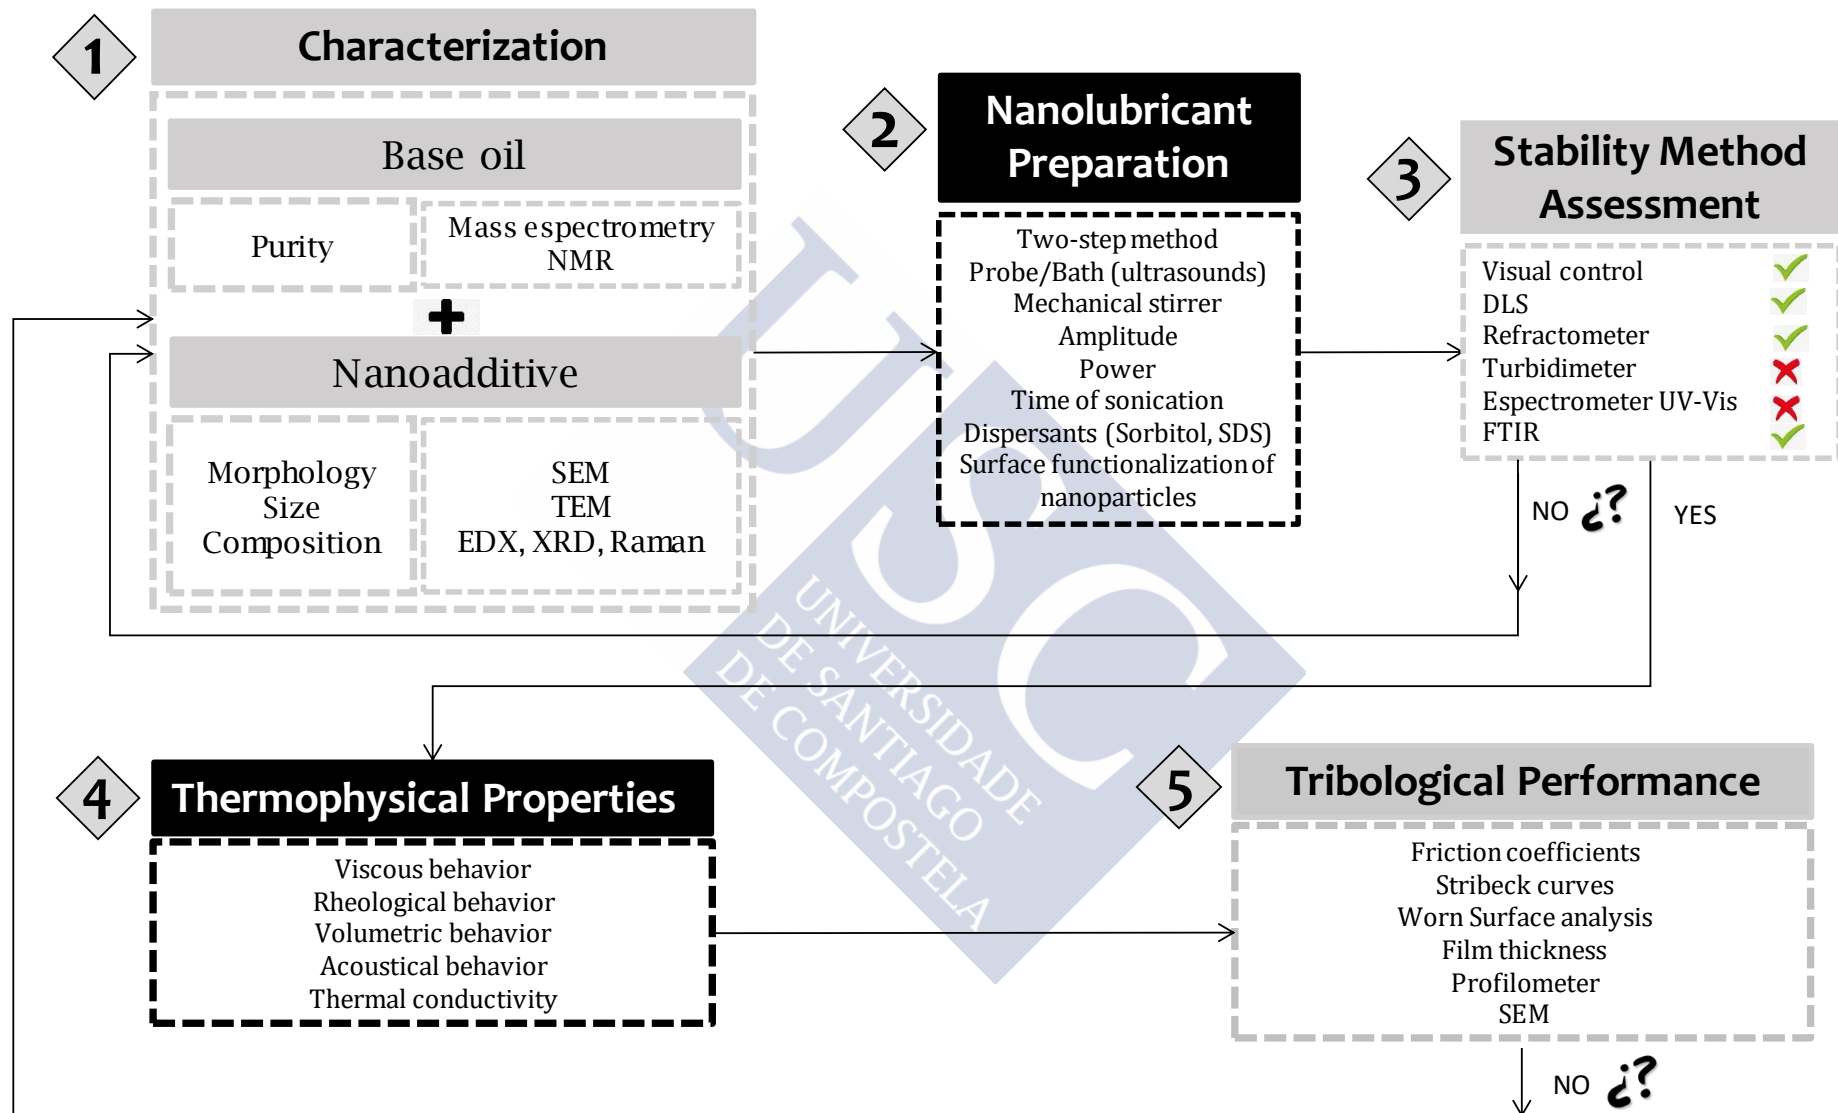 1
Characterization
Base oil
Purity
Mass espectrometry
NMR
Nanoadditive
Morphology
Size
Composition
SEM
TEM
EDX, XRD, Raman
2
Nanolubricant
Preparation
Two-step method
Probe/Bath (ultrasounds)
Mechanical stirrer
Amplitude
Power
Time of sonication
Dispersants (Sorbitol, SDS)
Surface functionalization of
nanoparticles
3
Stability Method
Assessment
Visual control
DLS
Refractometer
Turbidimeter
Espectrometer UV-Vis
FTIR
NO ¿?
YES
4
Thermophysical Properties
Viscous behavior
Rheological behavior
Volumetric behavior
Acoustical behavior
Thermal conductivity
5
Tribological Performance
Friction coefficients
Stribeck curves
Worn Surface analysis
Film thickness
Profilometer
SEM
NO ¿?
USC
UNIVERSIDADE
DE SANTIAGO
DE COMPOSTELA